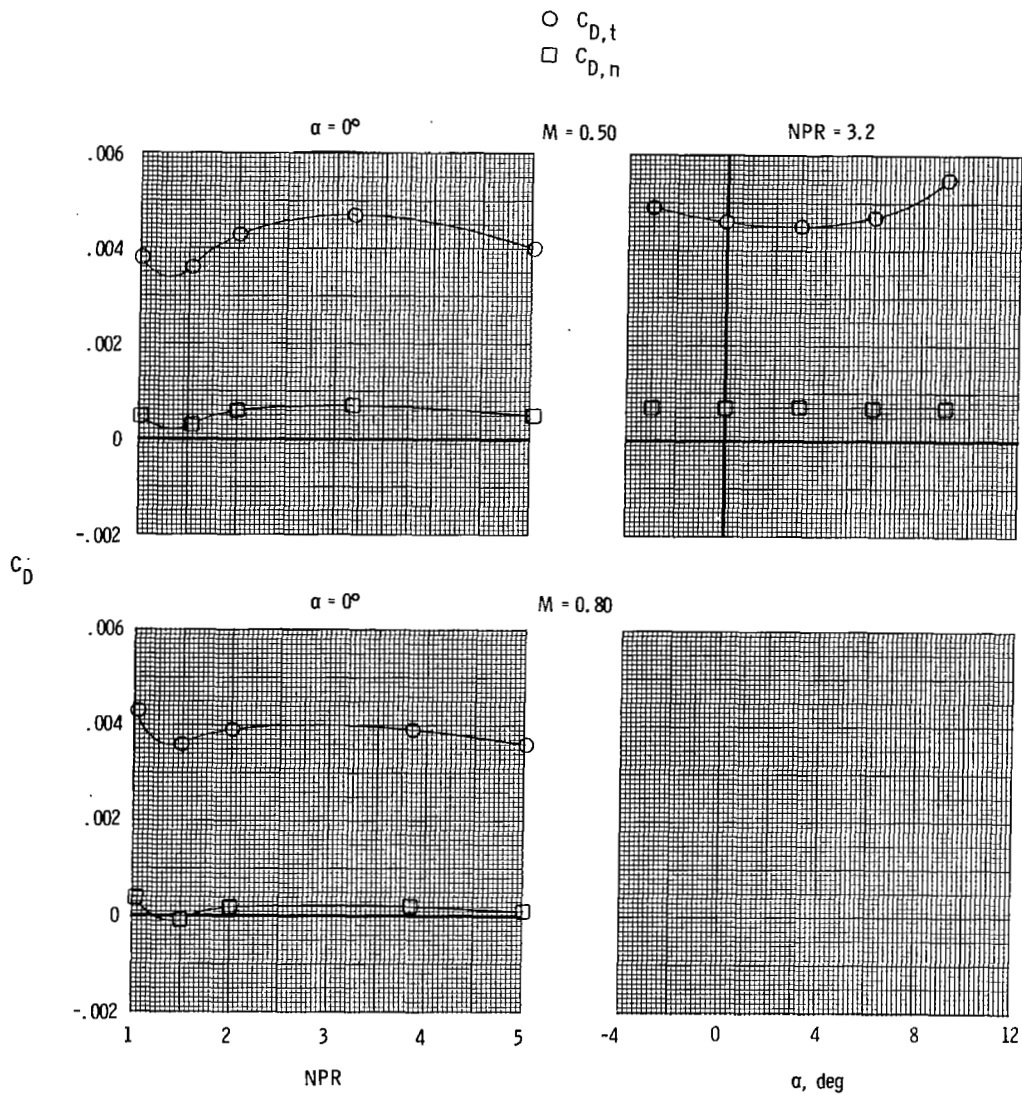 ○ C_D,t
□ C_D,n
α = 0° M = 0.50 NPR = 3.2
.006
.004
.002
0
-.002
C_D
α = 0° M = 0.80
.006
.004
.002
0
-.002
1 2 3 4 5 -4 0 4 8 12
NPR α, deg